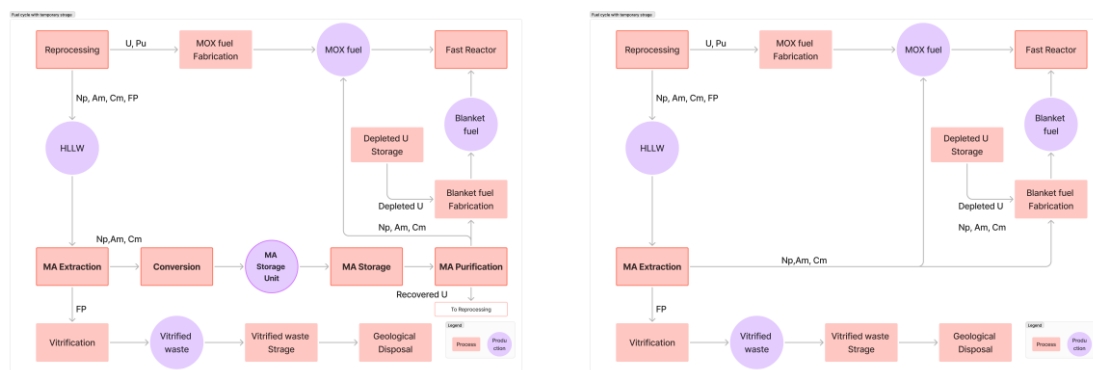 Fuel cycle with temporary strage
Reprocessing
U, Pu
MOX fuel
Fabrication
MOX fuel
Fast Reactor
Np, Am, Cm, FP
HLLW
Blanket
fuel
Depleted U
Storage
Depleted U
Blanket fuel
Fabrication
Np, Am, Cm
Np,Am, Cm
MA Extraction
Conversion
MA
Storage
Unit
MA Storage
MA Purification
Recovered U
To Reprocessing
FP
Vitrification
Vitrified
waste
Vitrified waste
Strage
Geological
Disposal
Legend
Process
Produ
ction
Fuel cycle with temporary strage
Reprocessing
U, Pu
MOX fuel
Fabrication
MOX fuel
Fast Reactor
Np, Am, Cm, FP
HLLW
Blanket
fuel
Depleted U
Storage
Depleted U
Blanket fuel
Fabrication
Np, Am, Cm
MA Extraction
Np,Am, Cm
FP
Vitrification
Vitrified
waste
Vitrified waste
Strage
Geological
Disposal
Legend
Process
Produ
ction